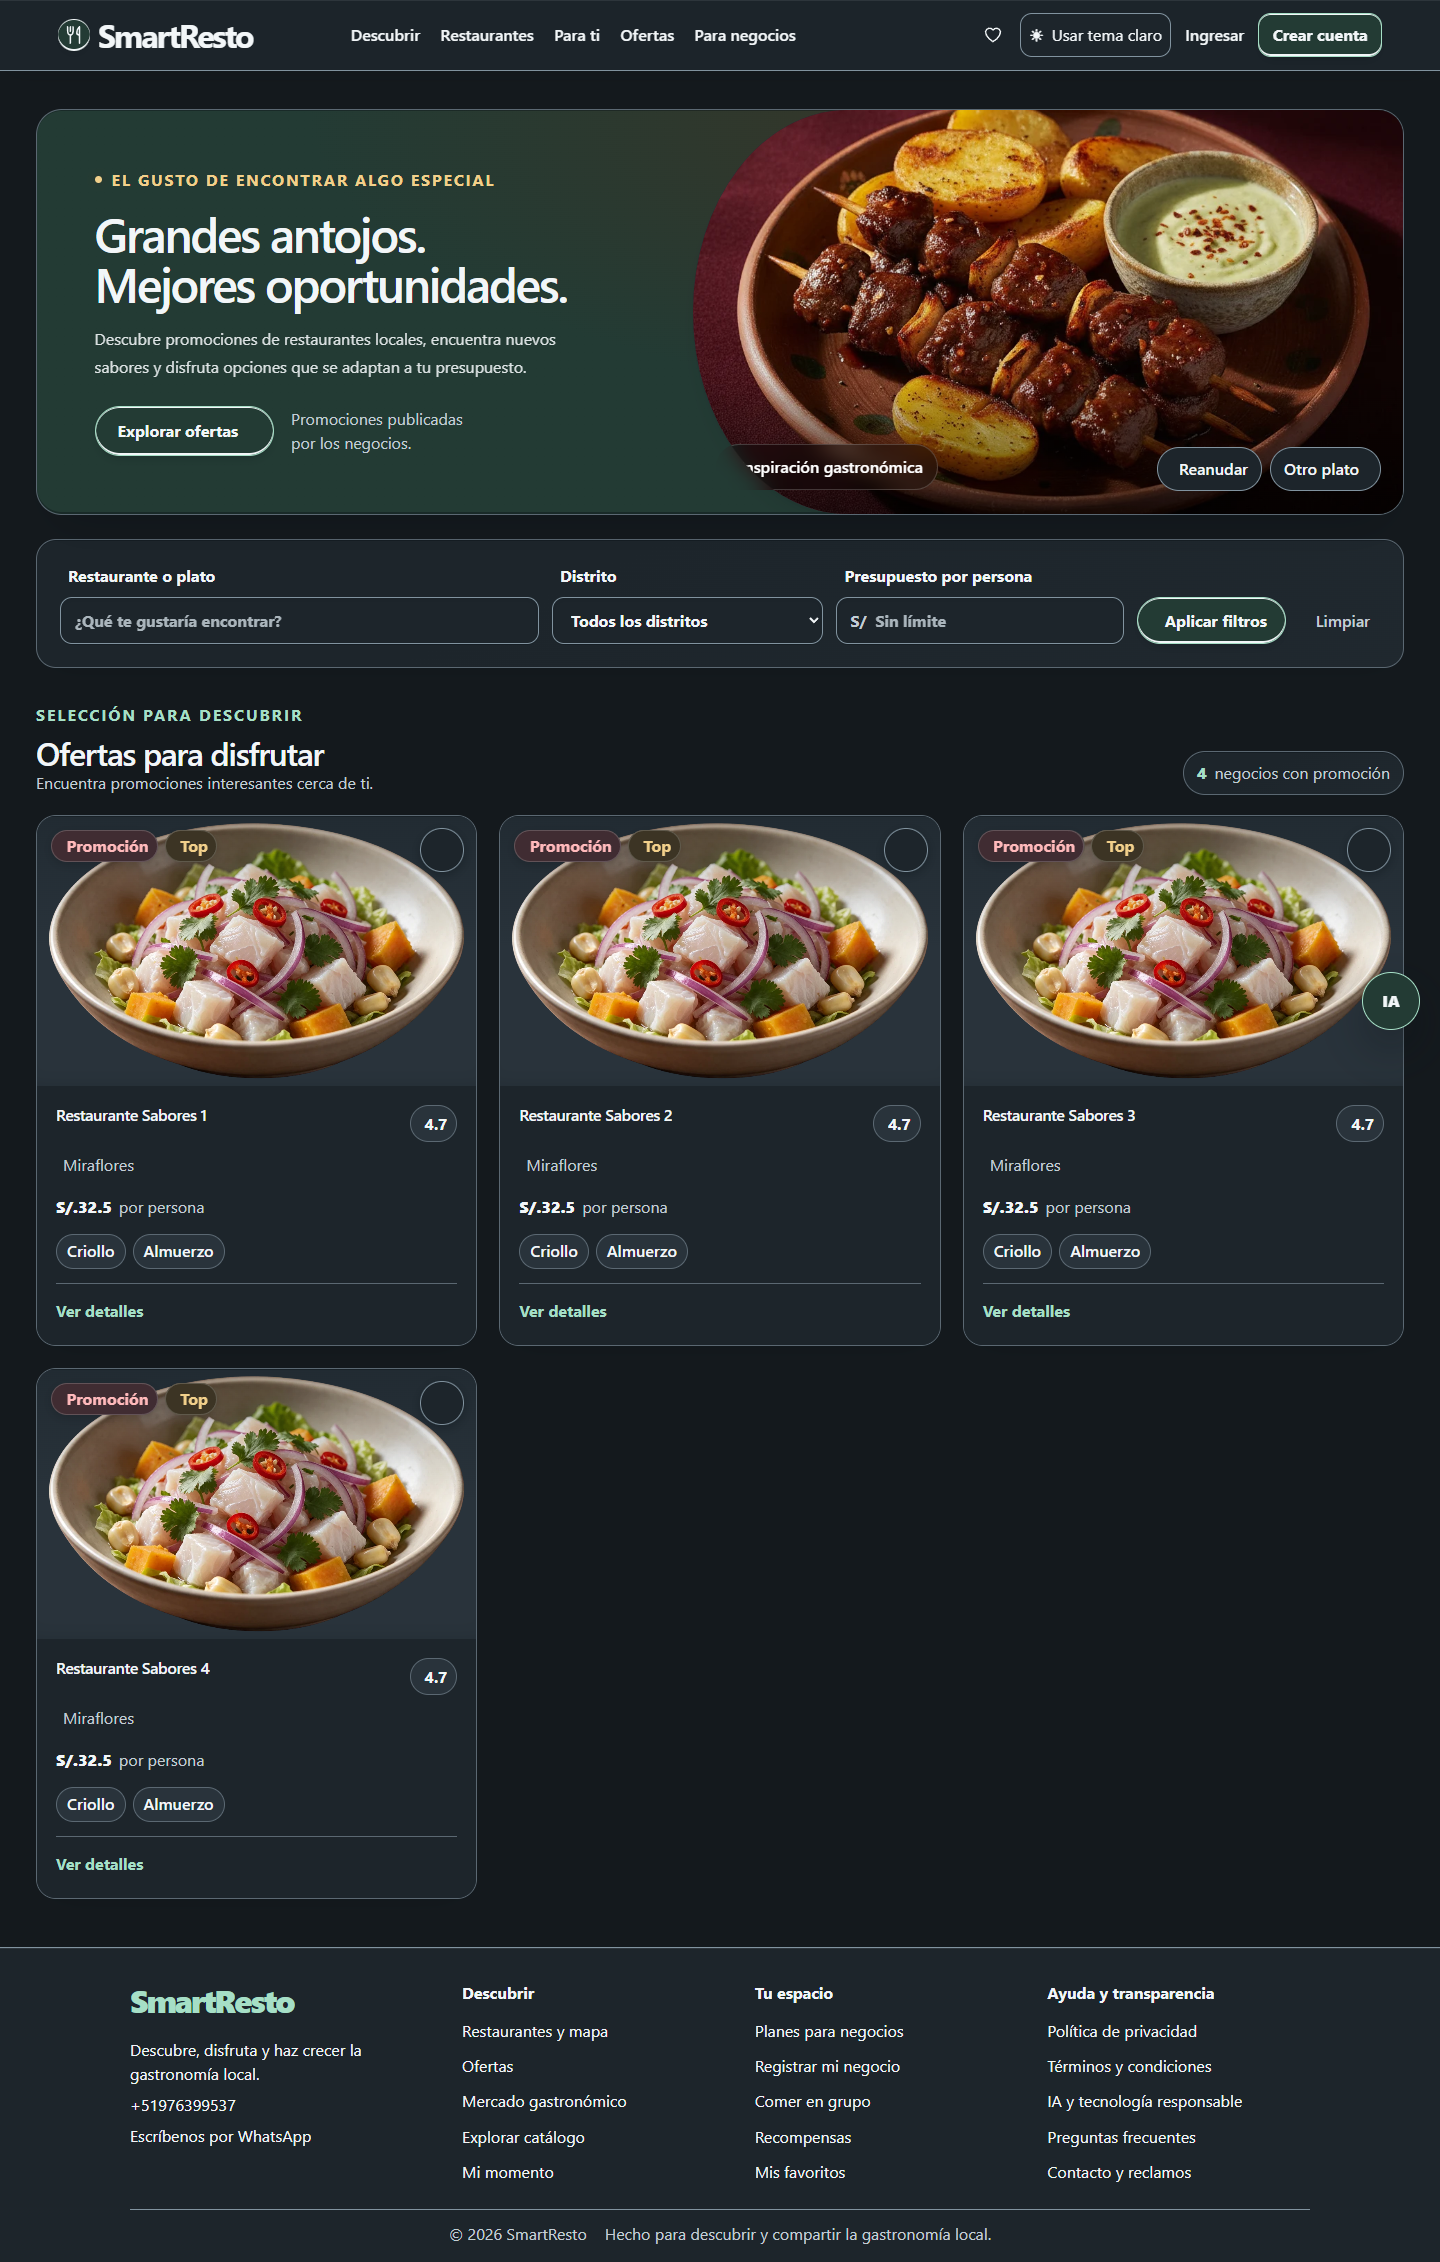 SmartResto
Descubrir Restaurantes Para ti Ofertas Para negocios
Usar tema claro Ingresar Crear cuenta
EL GUSTO DE ENCONTRAR ALGO ESPECIAL
Grandes antojos.
Mejores oportunidades.
Descubre promociones de restaurantes locales, encuentra nuevos
sabores y disfruta opciones que se adaptan a tu presupuesto.
Explorar ofertas
Promociones publicadas
por los negocios.
nspiración gastronómica
Reanudar
Otro plato
Restaurante o plato
Distrito
Presupuesto por persona
¿Qué te gustaría encontrar?
Todos los distritos
S/ Sin límite
Aplicar filtros
Limpiar
SELECCIÓN PARA DESCUBRIR
Ofertas para disfrutar
Encuentra promociones interesantes cerca de ti.
4 negocios con promoción
Promoción Top
Restaurante Sabores 1
4.7
Miraflores
S/.32.5 por persona
Criollo Almuerzo
Ver detalles
Promoción Top
Restaurante Sabores 2
4.7
Miraflores
S/.32.5 por persona
Criollo Almuerzo
Ver detalles
Promoción Top
IA
Restaurante Sabores 3
4.7
Miraflores
S/.32.5 por persona
Criollo Almuerzo
Ver detalles
Promoción Top
Restaurante Sabores 4
4.7
Miraflores
S/.32.5 por persona
Criollo Almuerzo
Ver detalles
SmartResto
Descubre, disfruta y haz crecer la
gastronomía local.
+51976399537
Escríbenos por WhatsApp
Descubrir
Restaurantes y mapa
Ofertas
Mercado gastronómico
Explorar catálogo
Mi momento
Tu espacio
Planes para negocios
Registrar mi negocio
Comer en grupo
Recompensas
Mis favoritos
Ayuda y transparencia
Política de privacidad
Términos y condiciones
IA y tecnología responsable
Preguntas frecuentes
Contacto y reclamos
© 2026 SmartResto Hecho para descubrir y compartir la gastronomía local.